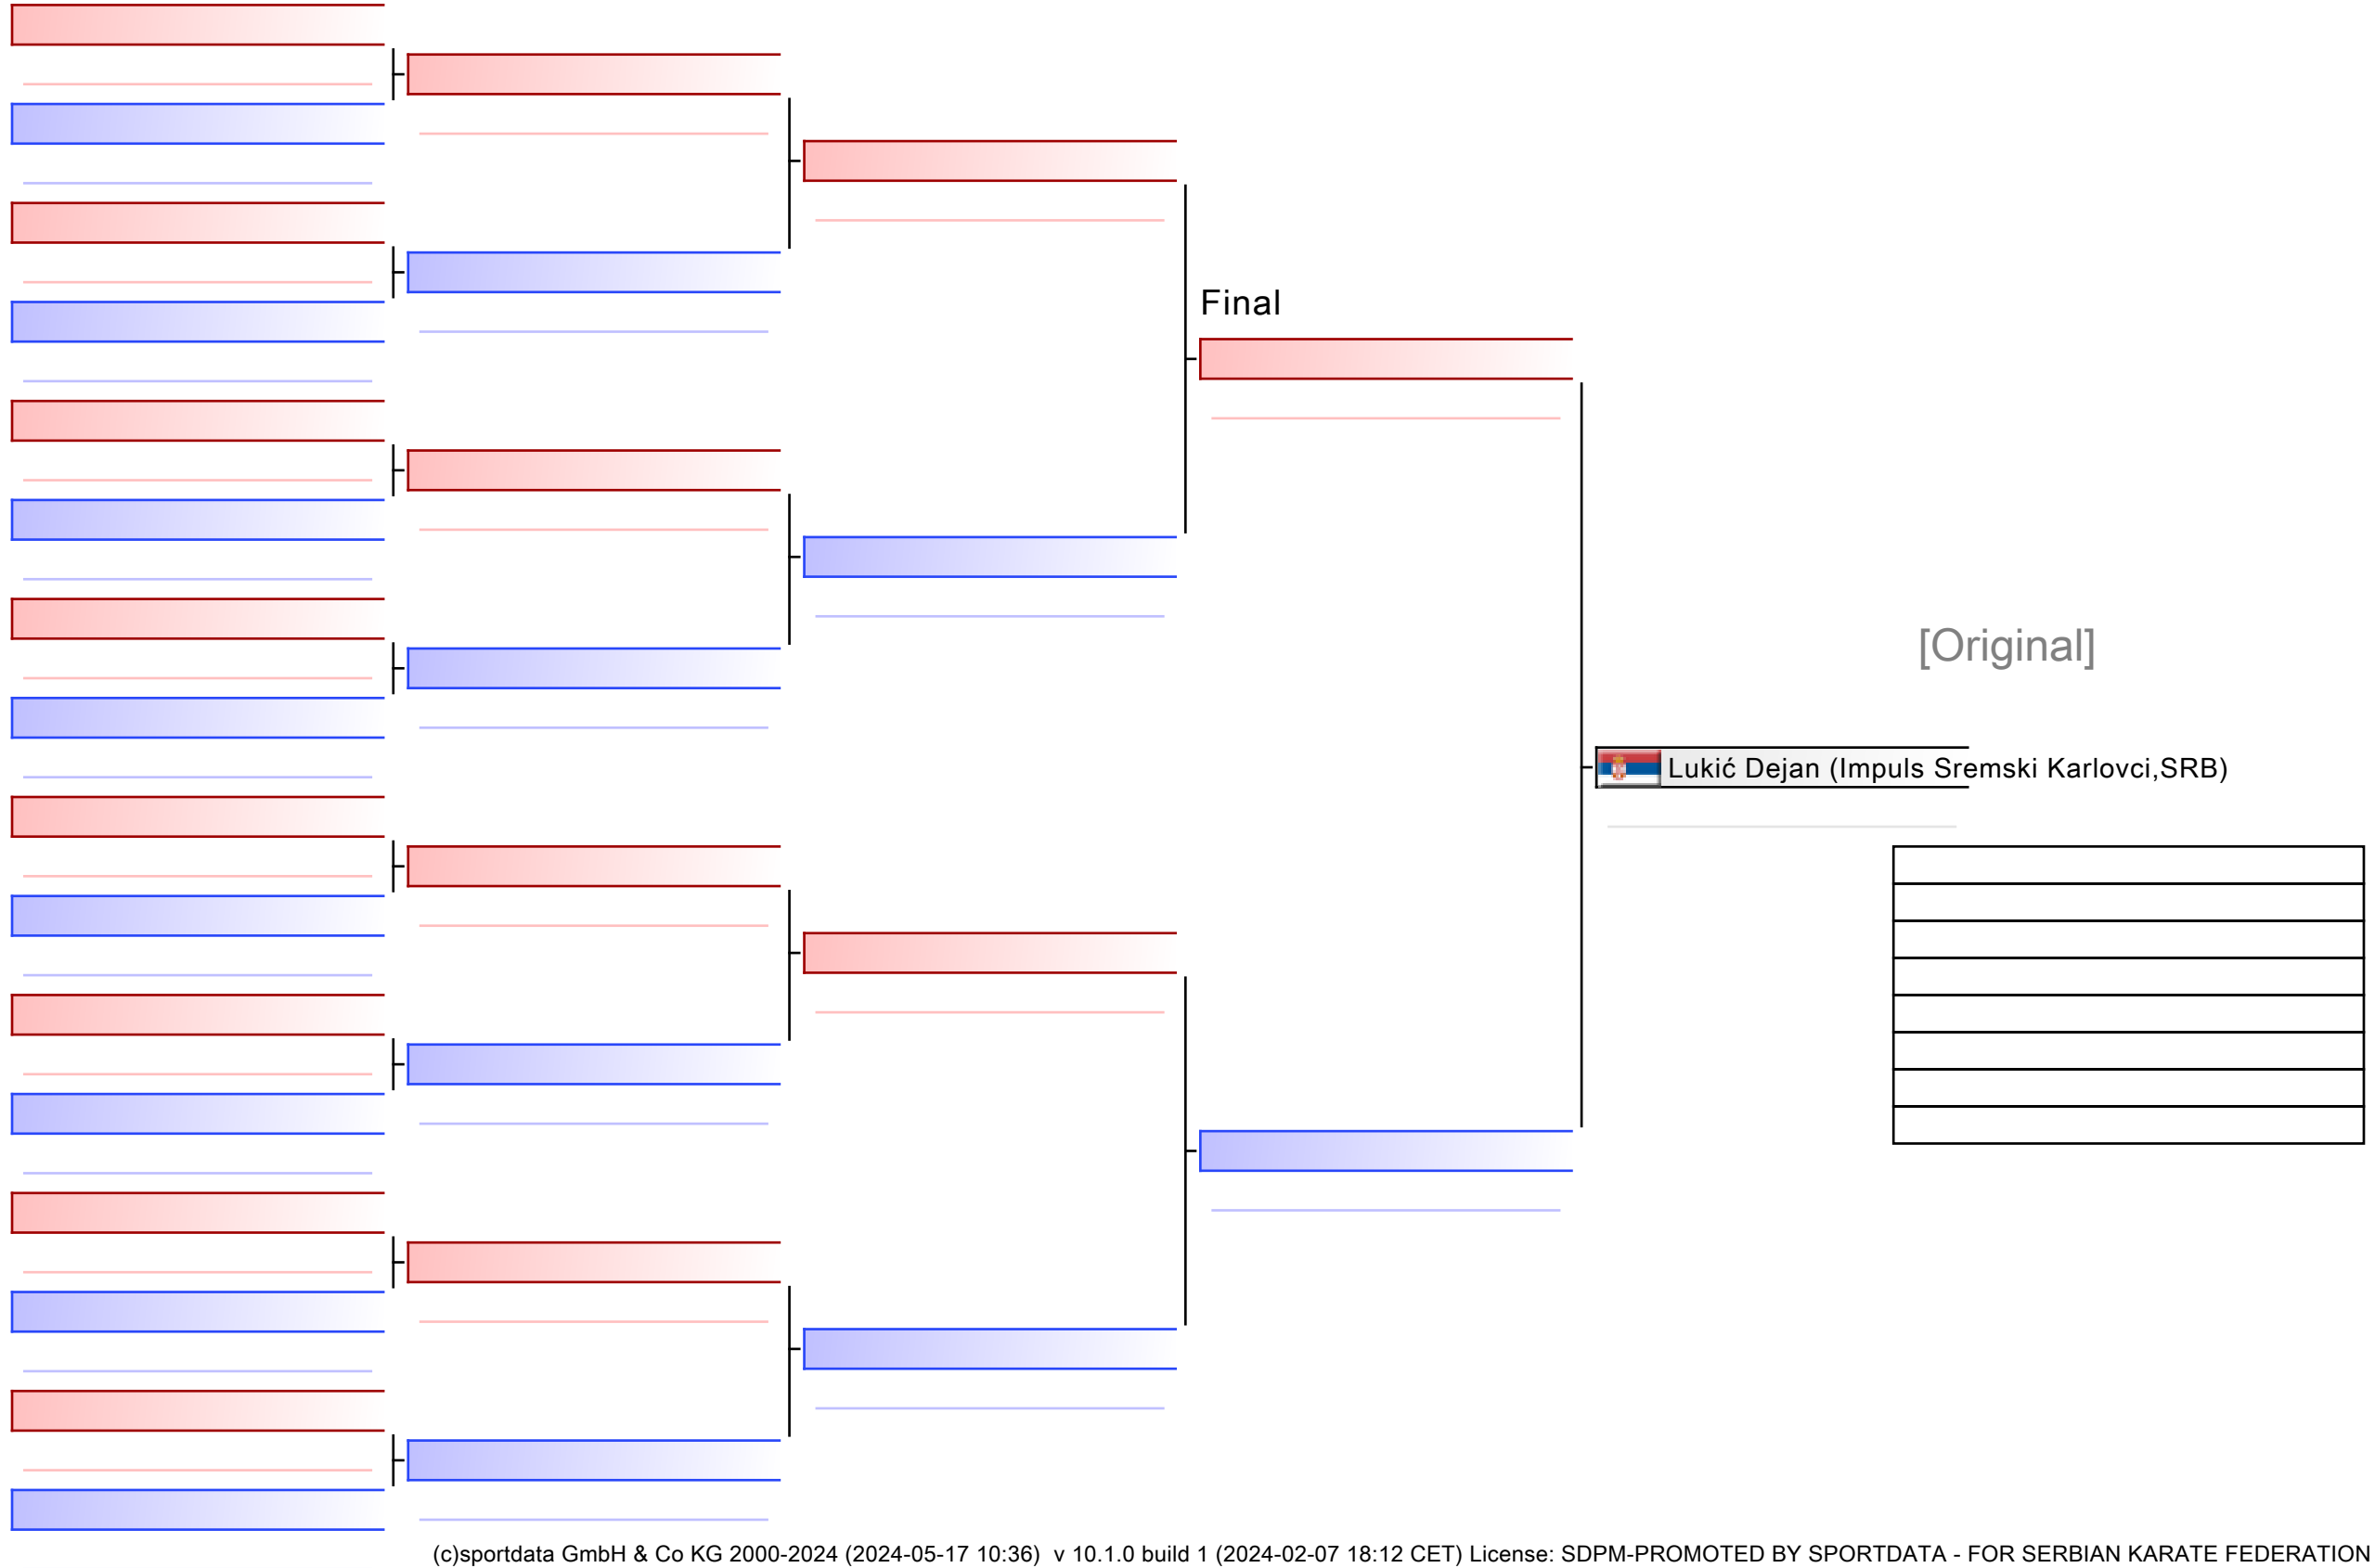 Final
[Original]
Lukić Dejan (Impuls Sremski Karlovci,SRB)
(c)sportdata GmbH & Co KG 2000-2024 (2024-05-17 10:36)  v 10.1.0 build 1 (2024-02-07 18:12 CET) License: SDPM-PROMOTED BY SPORTDATA - FOR SERBIAN KARATE FEDERATION